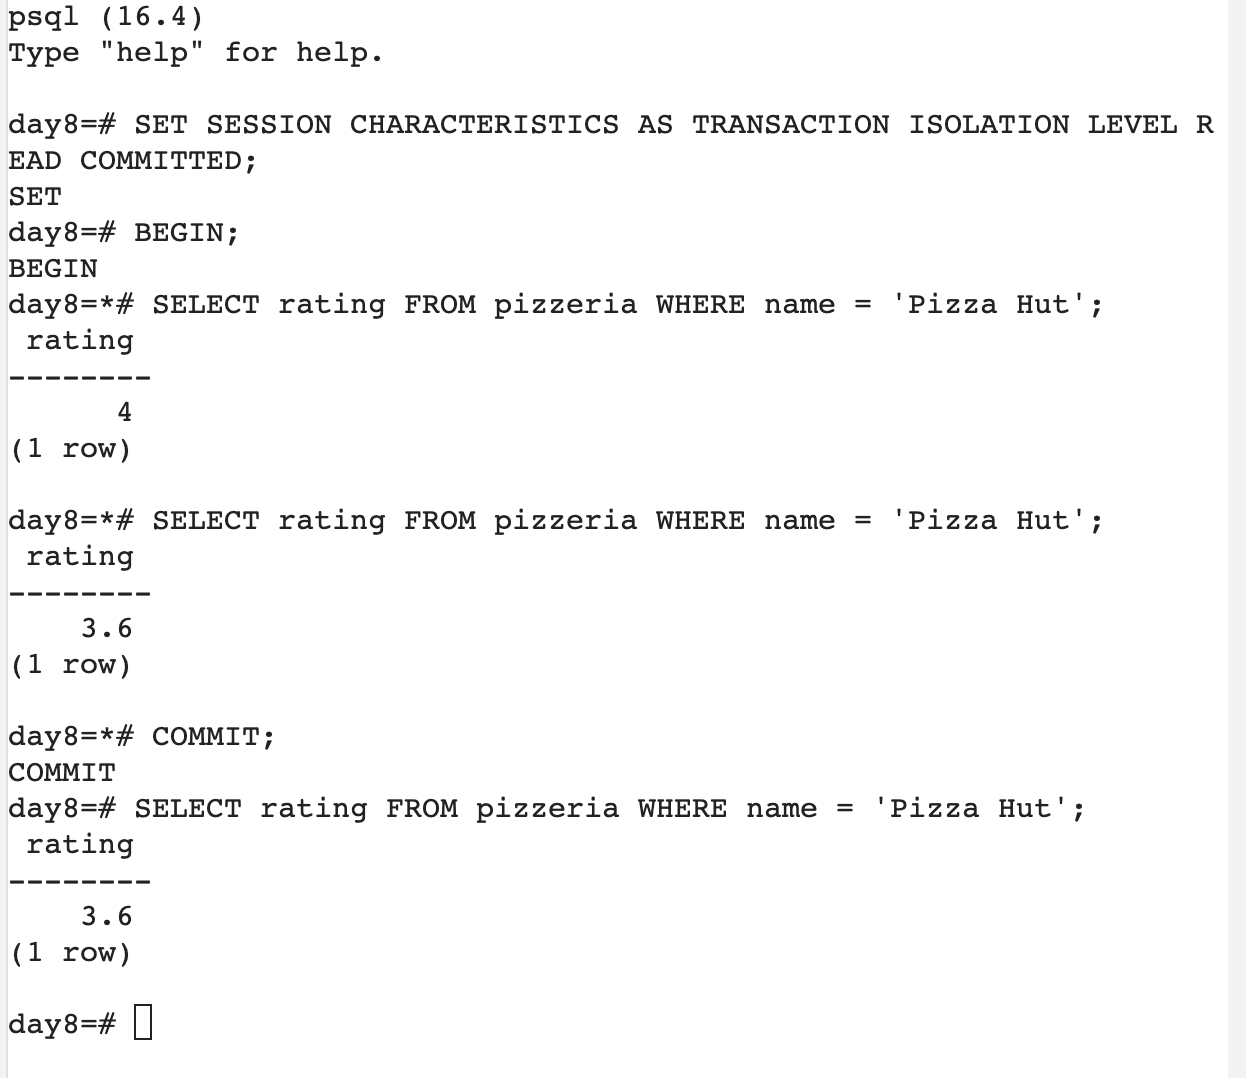 psql (16.4)
Type "help" for help.
day8=# SET SESSION CHARACTERISTICS AS TRANSACTION ISOLATION LEVEL R
EAD COMMITTED;
SET
day8=# BEGIN;
BEGIN
day8=*# SELECT rating FROM pizzeria WHERE name = 'Pizza Hut';
 rating
--------
      4
(1 row)

day8=*# SELECT rating FROM pizzeria WHERE name = 'Pizza Hut';
 rating
--------
    3.6
(1 row)

day8=*# COMMIT;
COMMIT
day8=# SELECT rating FROM pizzeria WHERE name = 'Pizza Hut';
 rating
--------
    3.6
(1 row)

day8=#